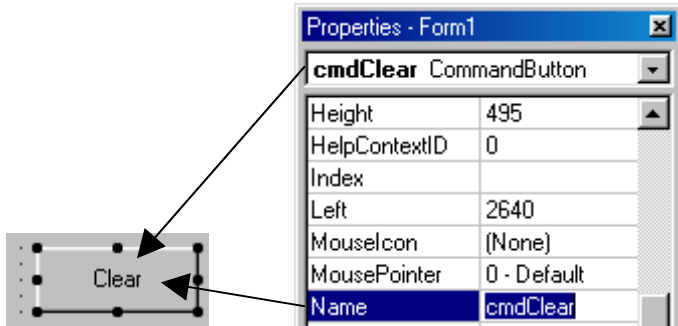 Properties - Form1
cmdClear CommandButton
Height 495
HelpContextID 0
Index
Left 2640
MouseIcon (None)
MousePointer 0 - Default
Name cmdClear
Clear